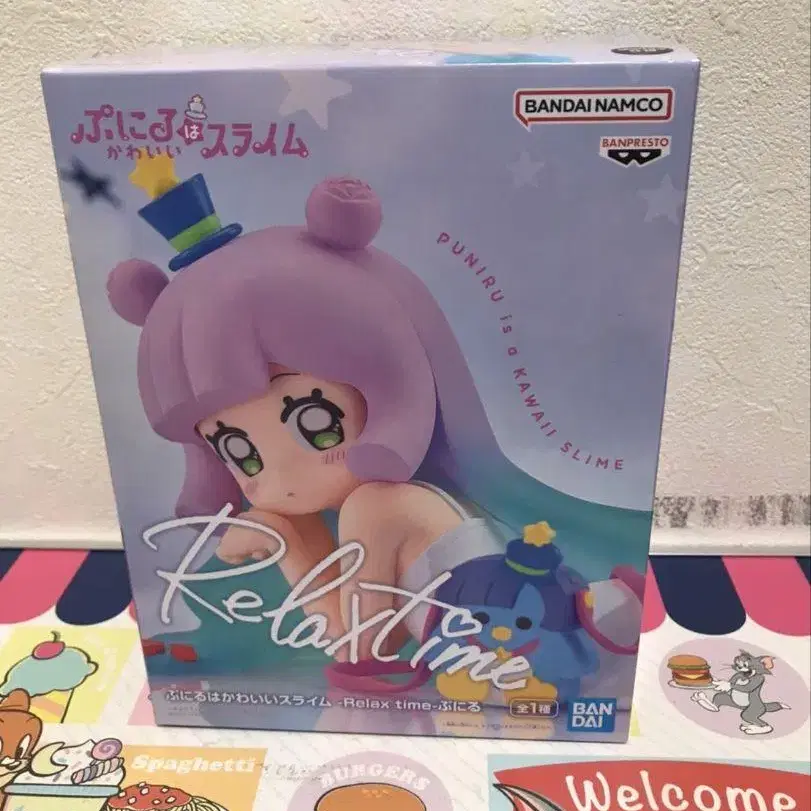 ぷにるは
かわいい
スライム
BANDAI NAMCO
BANPRESTO
PUNIRU is a KAWAII SLIME
Relax time
ぷにるはかわいいスライム -Relax time-ぷにる
全1種
BAN
DAI
Spaghetti
BURGERS
Welcome